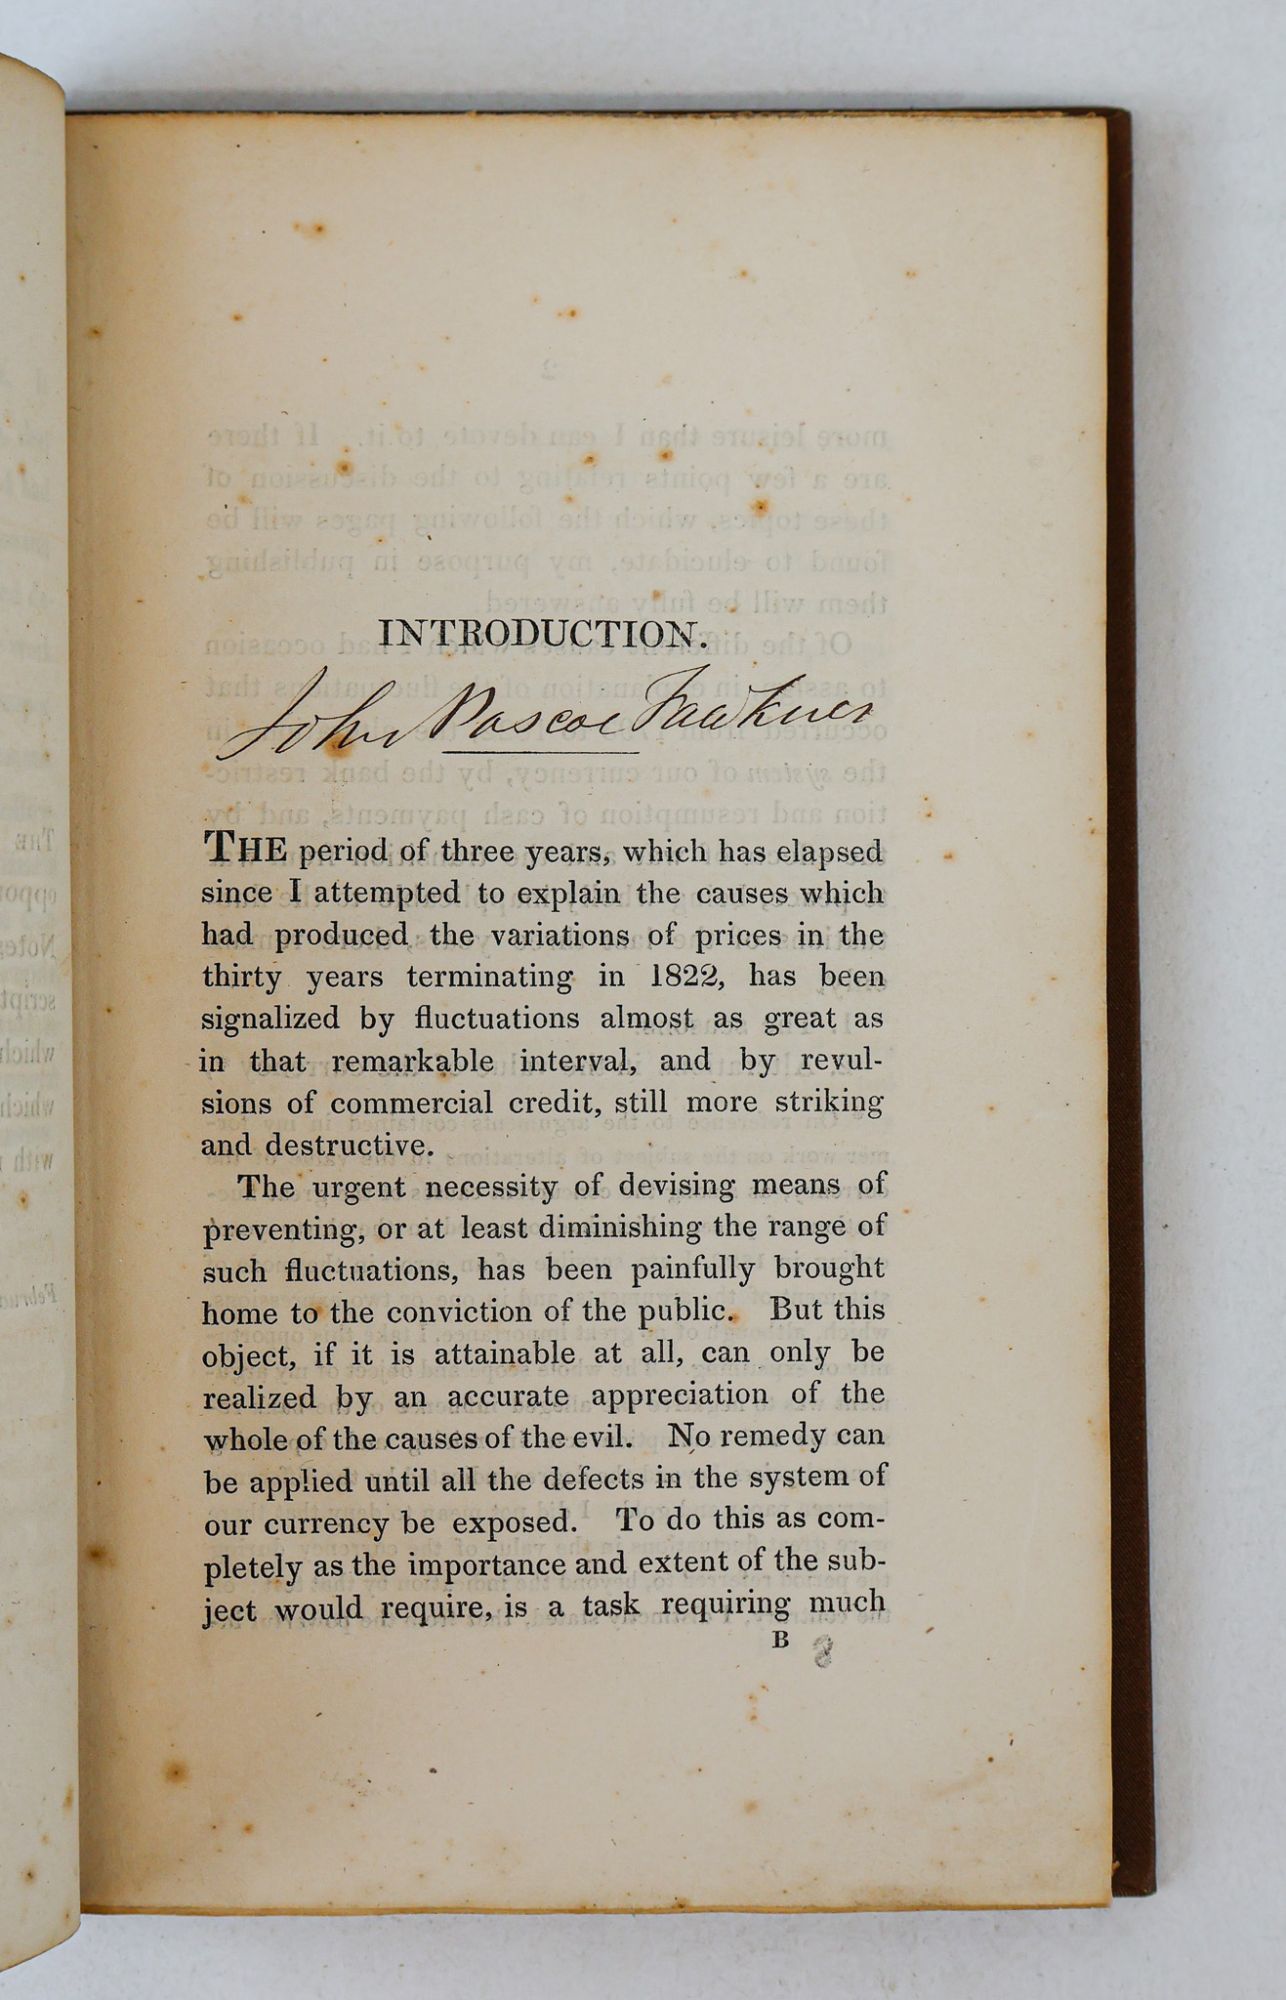 INTRODUCTION.
John Roscoe Fawkner
THE period of three years, which has elapsed
since I attempted to explain the causes which
had produced the variations of prices in the
thirty years terminating in 1822, has been
signalized by fluctuations almost as great as
in that remarkable interval, and by revul-
sions of commercial credit, still more striking
and destructive.
The urgent necessity of devising means of
preventing, or at least diminishing the range of
such fluctuations, has been painfully brought
home to the conviction of the public. But this
object, if it is attainable at all, can only be
realized by an accurate appreciation of the
whole of the causes of the evil. No remedy can
be applied until all the defects in the system of
our currency be exposed. To do this as com-
pletely as the importance and extent of the sub-
ject would require, is a task requiring much
B